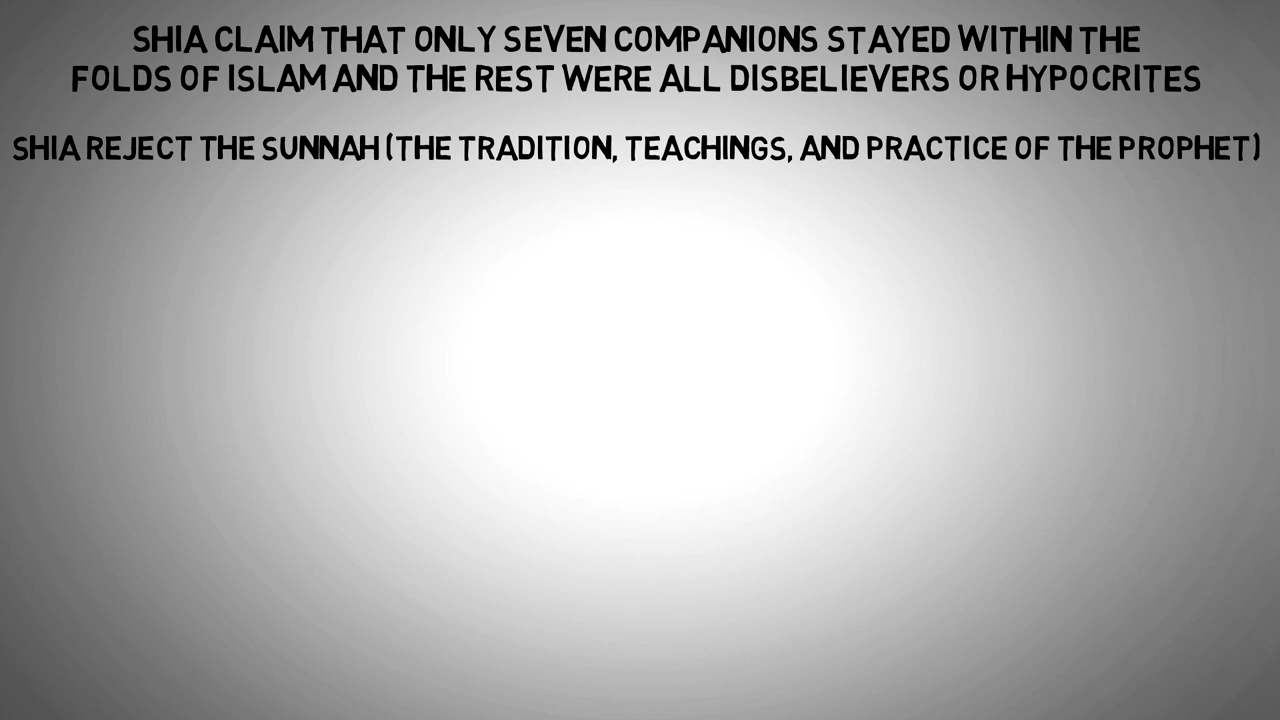 SHIA CLAIM THAT ONLY SEVEN COMPANIONS STAYED WITHIN THE
FOLDS OF ISLAM AND THE REST WERE ALL DISBELIEVERS OR HYPOCRITES
SHIA REJECT THE SUNNAH (THE TRADITION, TEACHINGS, AND PRACTICE OF THE PROPHET)